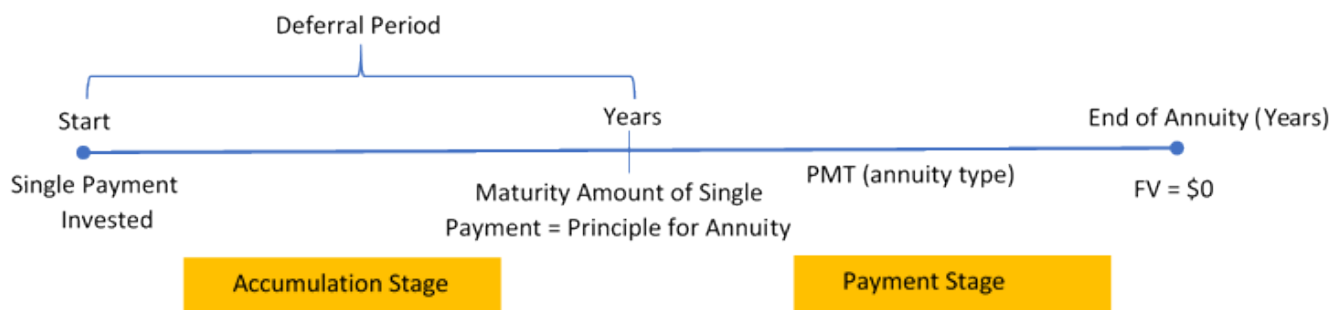 Deferral Period
Start
Years
End of Annuity (Years)
Single Payment
Invested
Maturity Amount of Single
Payment = Principle for Annuity
PMT (annuity type)
FV = $0
Accumulation Stage
Payment Stage